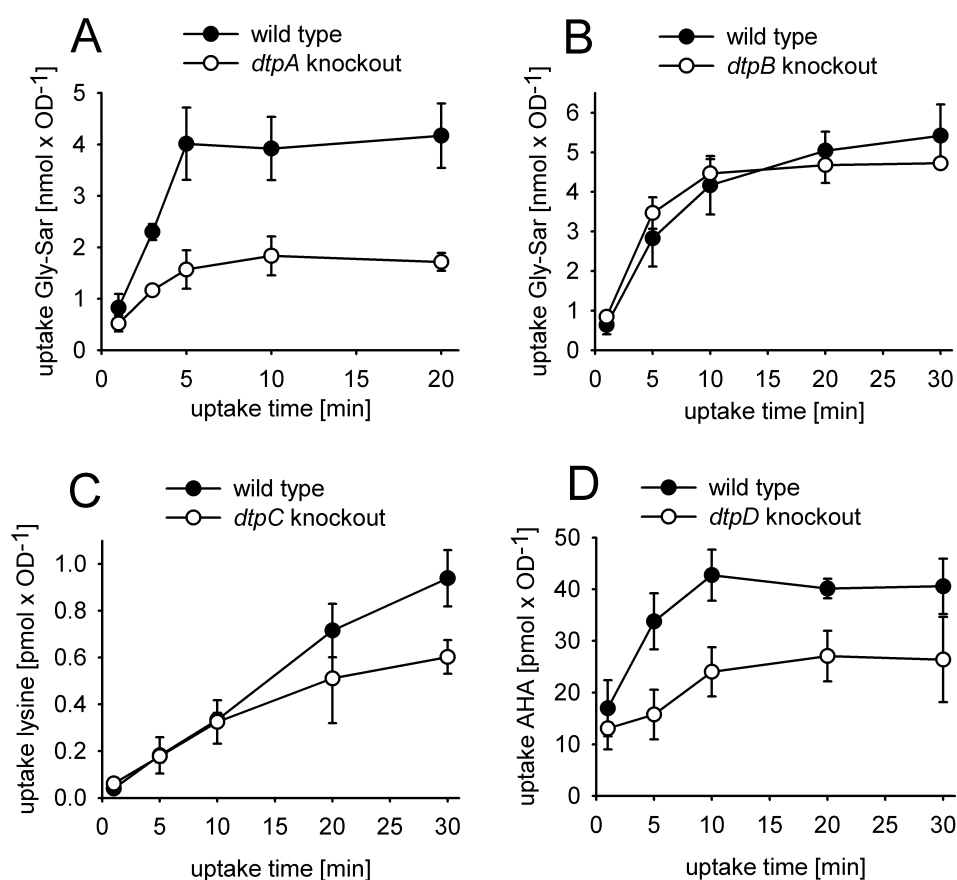 A
wild type
dtpA knockout
uptake Gly-Sar [nmol x OD-1]
5
4
3
2
1
0
0 5 10 15 20
uptake time [min]
B
wild type
dtpB knockout
uptake Gly-Sar [nmol x OD-1]
6
5
4
3
2
1
0
0 5 10 15 20 25 30
uptake time [min]
C
wild type
dtpC knockout
uptake lysine [pmol x OD-1]
1.0
0.8
0.6
0.4
0.2
0.0
0 5 10 15 20 25 30
uptake time [min]
D
wild type
dtpD knockout
uptake AHA [pmol x OD-1]
50
40
30
20
10
0
0 5 10 15 20 25 30
uptake time [min]